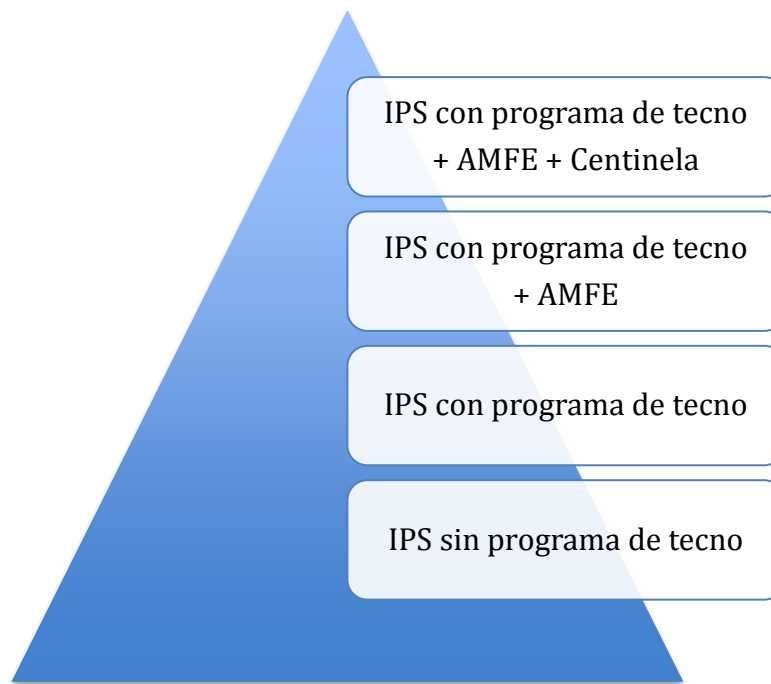 IPS con programa de tecno
+ AMFE + Centinela
IPS con programa de tecno
+ AMFE
IPS con programa de tecno
IPS sin programa de tecno